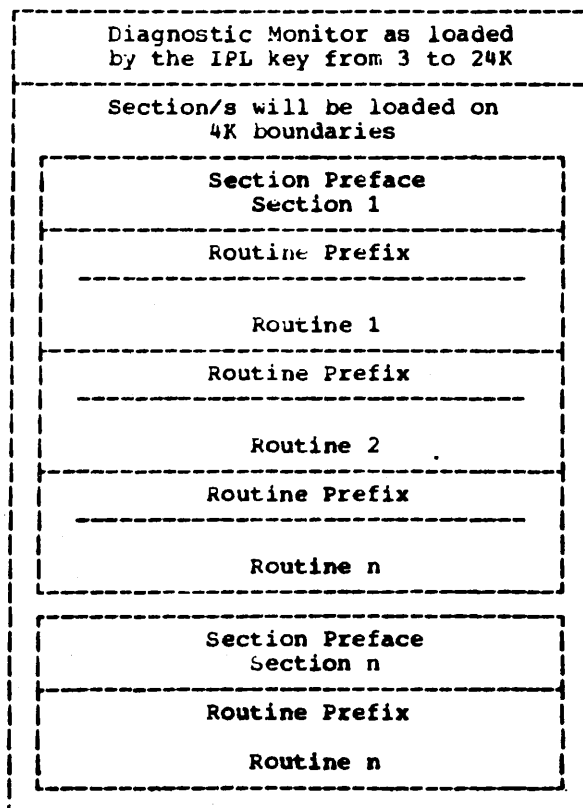 Diagnostic Monitor as loaded
by the IPL key from 3 to 24K
Section/s will be loaded on
4K boundaries
Section Preface
Section 1
Routine Prefix
Routine 1
Routine Prefix
Routine 2
Routine Prefix
Routine n
Section Preface
Section n
Routine Prefix
Routine n